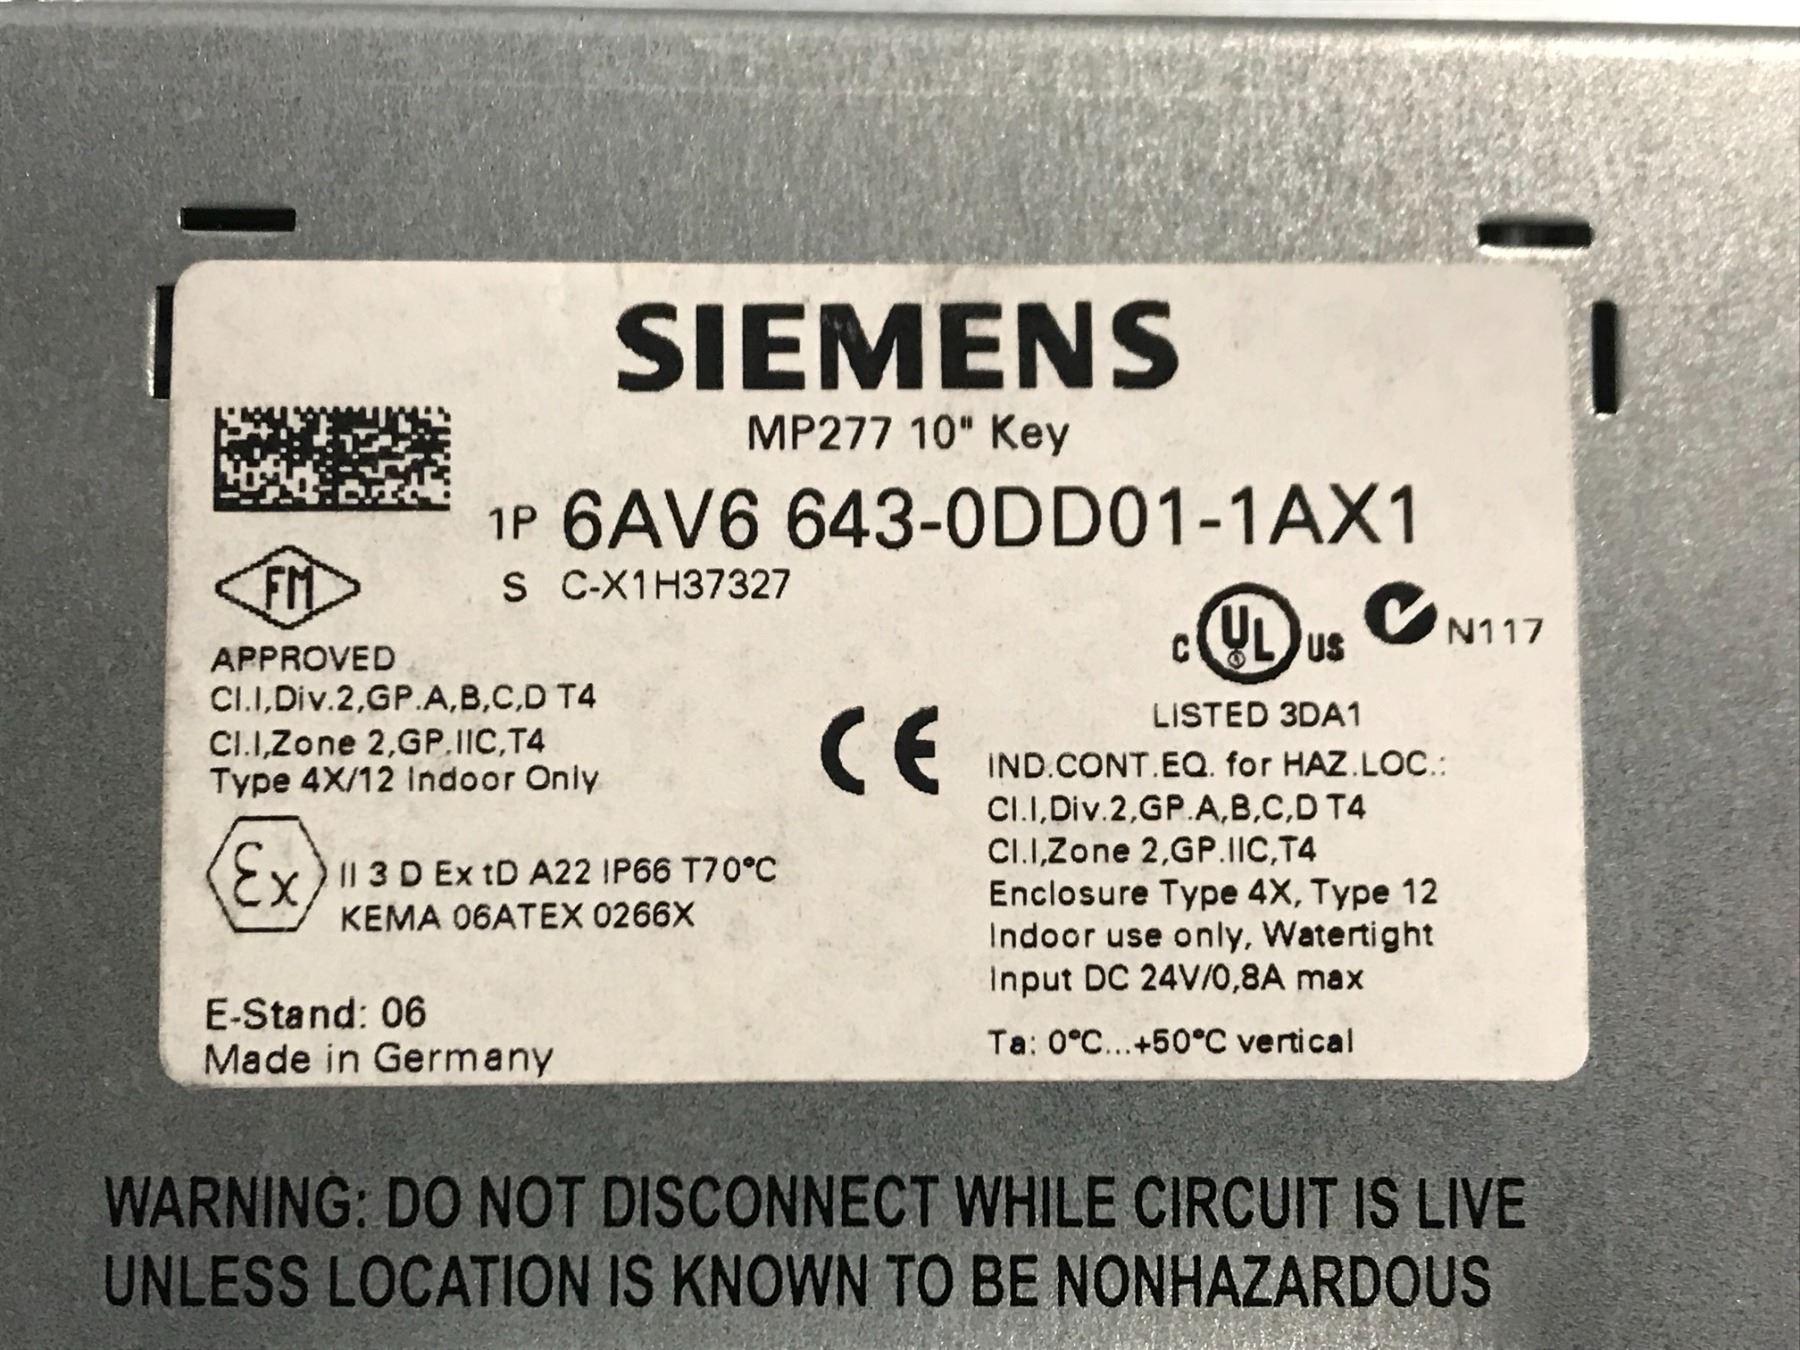 SIEMENS
MP277 10" Key
1P 6AV6 643-0DD01-1AX1
S C-X1H37327
FM
APPROVED
Cl.I,Div.2,GP.A,B,C,D T4
Cl.I,Zone 2,GP.IIC,T4
Type 4X/12 Indoor Only
Ex II 3 D Ex tD A22 IP66 T70°C
KEMA 06ATEX 0266X
E-Stand: 06
Made in Germany
CE
C UL US N117
LISTED 3DA1
IND.CONT.EQ. for HAZ.LOC.:
Cl.I,Div.2,GP.A,B,C,D T4
Cl.I,Zone 2,GP.IIC,T4
Enclosure Type 4X, Type 12
Indoor use only, Watertight
Input DC 24V/0,8A max
Ta: 0°C...+50°C vertical
WARNING: DO NOT DISCONNECT WHILE CIRCUIT IS LIVE
UNLESS LOCATION IS KNOWN TO BE NONHAZARDOUS